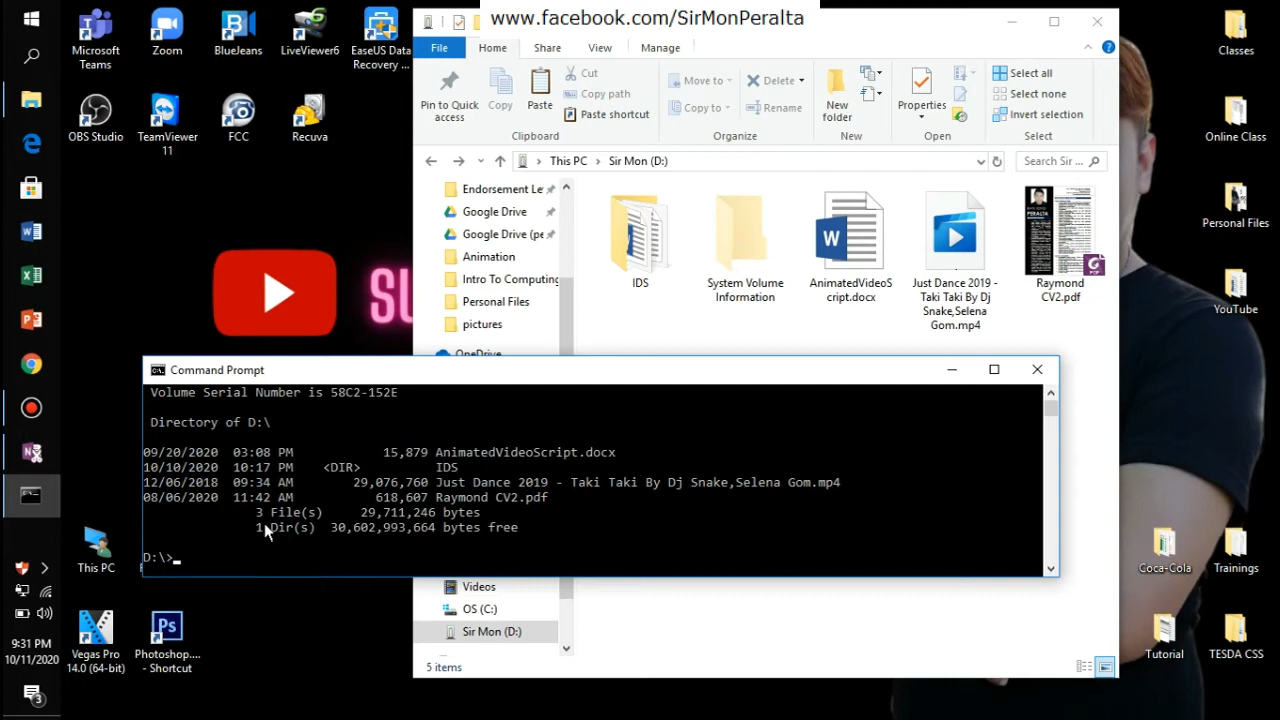 www.facebook.com/SirMonPeralta
Microsoft
Teams
Zoom
BlueJeans
LiveViewer6
EaseUS Data
Recovery ...
OBS Studio
TeamViewer
11
FCC
Recuva
File
Home
Share
View
Manage
Pin to Quick
access
Copy
Paste
Cut
Copy path
Paste shortcut
Clipboard
Move to
Copy to
Delete
Rename
Organize
New
folder
New
Properties
Open
Select all
Select none
Invert selection
Select
This PC > Sir Mon (D:)
Search Sir ...
Endorsement Le
Google Drive
Google Drive (pe
Animation
Intro To Computing
Personal Files
pictures
OneDrive
IDS
System Volume
Information
AnimatedVideoS
cript.docx
Just Dance 2019 -
Taki Taki By Dj
Snake,Selena
Gom.mp4
Raymond
CV2.pdf
Command Prompt
Volume Serial Number is 58C2-152E
Directory of D:\
09/20/2020  03:08 PM            15,879 AnimatedVideoScript.docx
10/10/2020  10:17 PM    <DIR>          IDS
12/06/2018  09:34 AM        29,076,760 Just Dance 2019 - Taki Taki By Dj Snake,Selena Gom.mp4
08/06/2020  11:42 AM           618,607 Raymond CV2.pdf
3 File(s)     29,711,246 bytes
1 Dir(s)  30,602,993,664 bytes free
D:\>
Videos
OS (C:)
Sir Mon (D:)
5 items
This PC
Vegas Pro
14.0 (64-bit)
Photoshop....
- Shortcut
9:31 PM
10/11/2020
3
Classes
Online Class
Personal Files
YouTube
Coca-Cola
Trainings
Tutorial
TESDA CSS